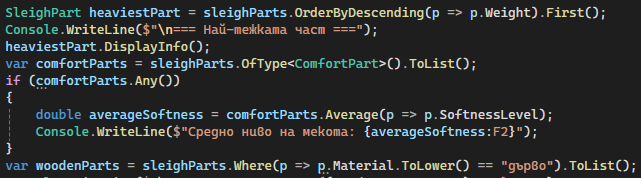 SleighPart heaviestPart = sleighParts.OrderByDescending(p => p.Weight).First();
Console.WriteLine($"\n=== Най-тежката част ===");
heaviestPart.DisplayInfo();
var comfortParts = sleighParts.OfType<ComfortPart>().ToList();
if (comfortParts.Any())
{
    double averageSoftness = comfortParts.Average(p => p.SoftnessLevel);
    Console.WriteLine($"Средно ниво на мекота: {averageSoftness:F2}");
}
var woodenParts = sleighParts.Where(p => p.Material.ToLower() == "дърво").ToList();